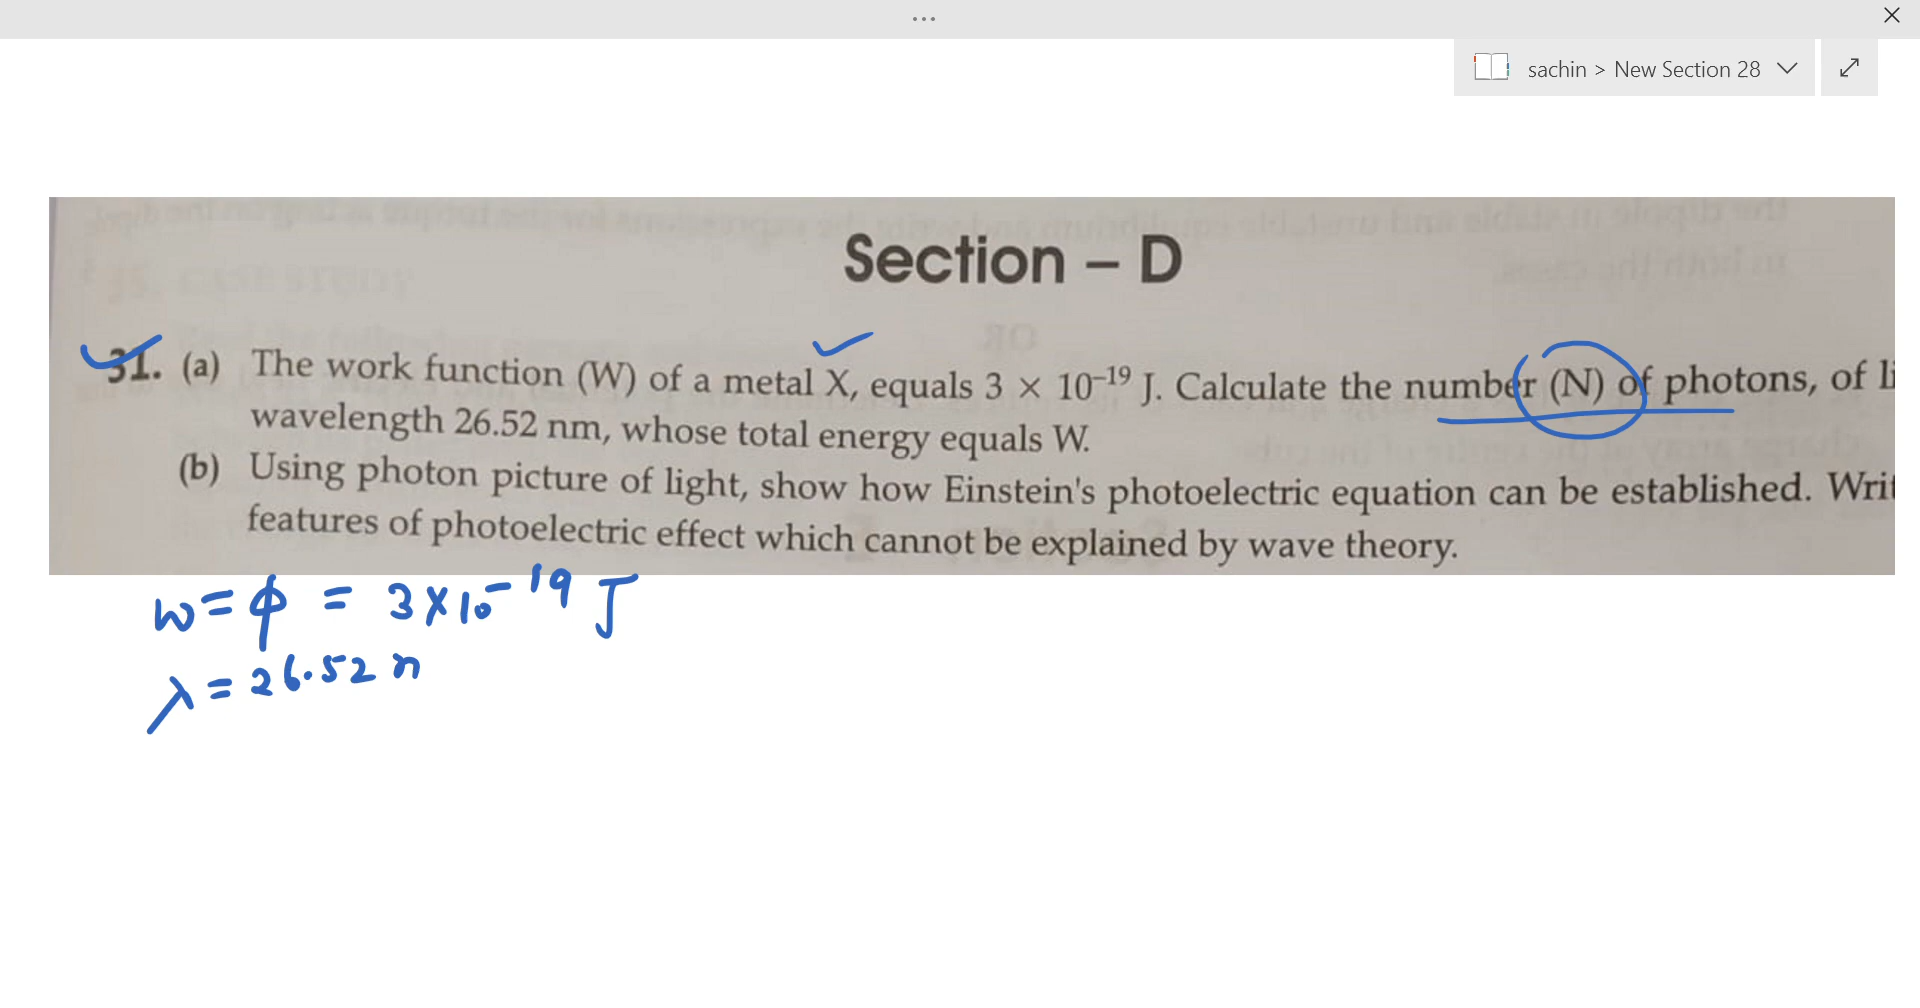 sachin > New Section 28
Section – D
31. (a) The work function (W) of a metal X, equals 3 × 10⁻¹⁹ J. Calculate the number (N) of photons, of li
wavelength 26.52 nm, whose total energy equals W.
(b) Using photon picture of light, show how Einstein's photoelectric equation can be established. Writ
features of photoelectric effect which cannot be explained by wave theory.
W = ϕ = 3×10⁻¹⁹ J
λ = 26.52 n